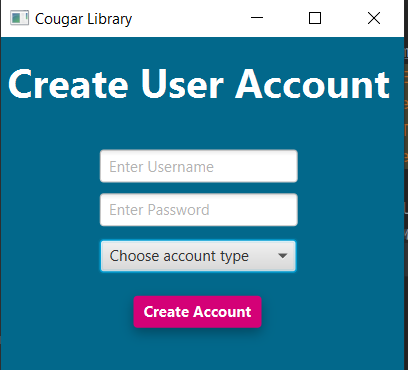 Cougar Library
Create User Account
Enter Username
Enter Password
Choose account type
Create Account